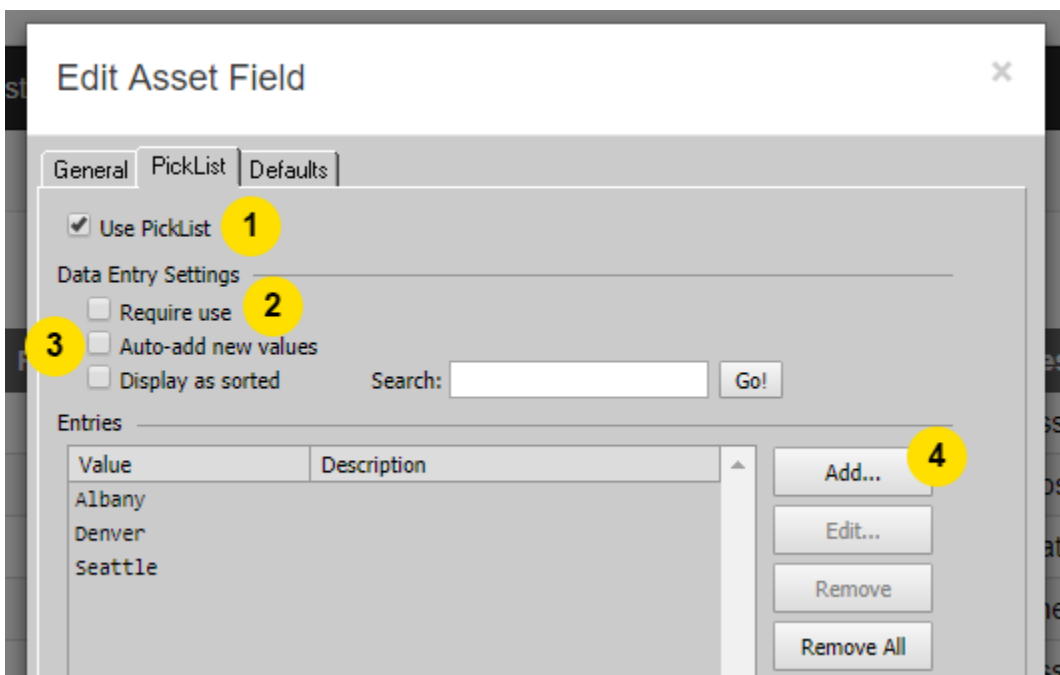 Edit Asset Field ×
General PickList Defaults
Use PickList 1
Data Entry Settings
Require use 2
3 Auto-add new values
Display as sorted Search: Go!
Entries
Value Description Add... 4
Albany
Denver Edit...
Seattle
Remove
Remove All